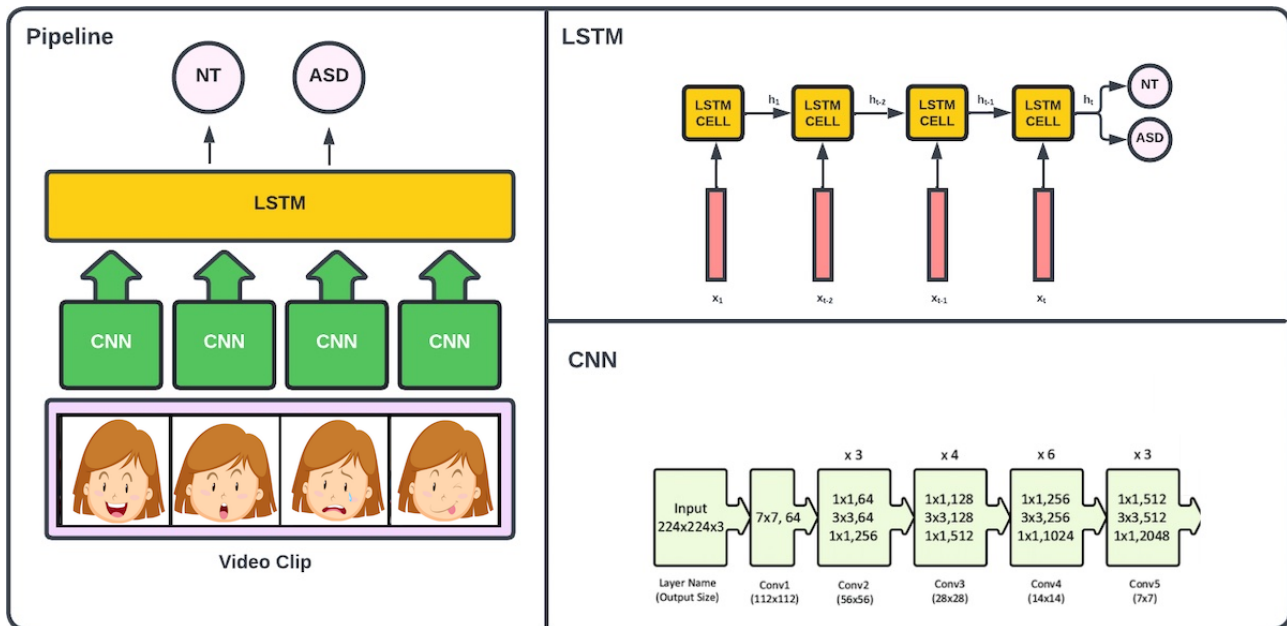 Pipeline
NT
ASD
LSTM
CNN
CNN
CNN
CNN
Video Clip
LSTM
LSTM CELL
h1
LSTM CELL
ht-2
LSTM CELL
ht-1
LSTM CELL
ht
NT
ASD
x1
xt-2
xt-1
xt
CNN
x 3
x 4
x 6
x 3
Input
224x224x3
7x7, 64
1x1,64
3x3,64
1x1,256
1x1,128
3x3,128
1x1,512
1x1,256
3x3,256
1x1,1024
1x1,512
3x3,512
1x1,2048
Layer Name
(Output Size)
Conv1
(112x112)
Conv2
(56x56)
Conv3
(28x28)
Conv4
(14x14)
Conv5
(7x7)